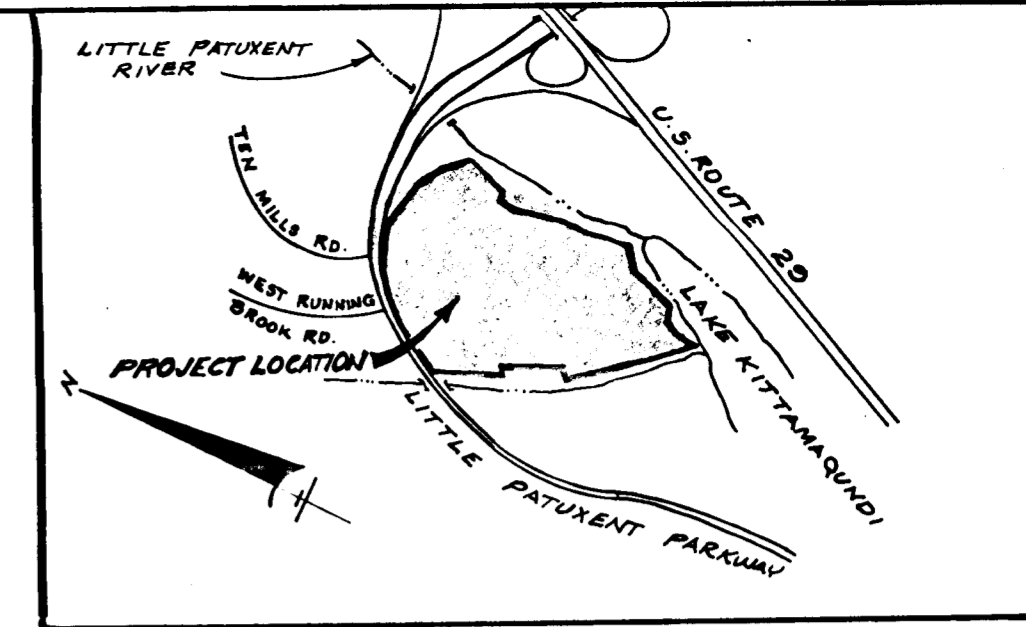 LITTLE PATUXENT
RIVER
TEN
MILLS RD.
U.S. ROUTE 29
WEST RUNNING
BROOK RD.
PROJECT LOCATION
LAKE KITTAMAQUNDI
N
LITTLE PATUXENT PARKWAY